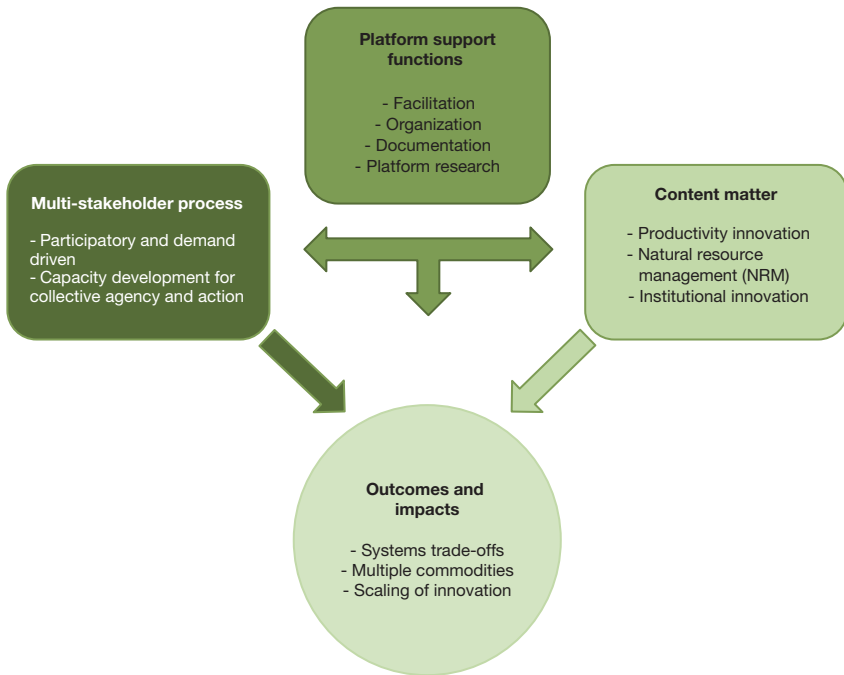 Platform support
functions
- Facilitation
- Organization
- Documentation
- Platform research
Multi-stakeholder process
- Participatory and demand
driven
- Capacity development for
collective agency and action
Content matter
- Productivity innovation
- Natural resource
management (NRM)
- Institutional innovation
Outcomes and
impacts
- Systems trade-offs
- Multiple commodities
- Scaling of innovation